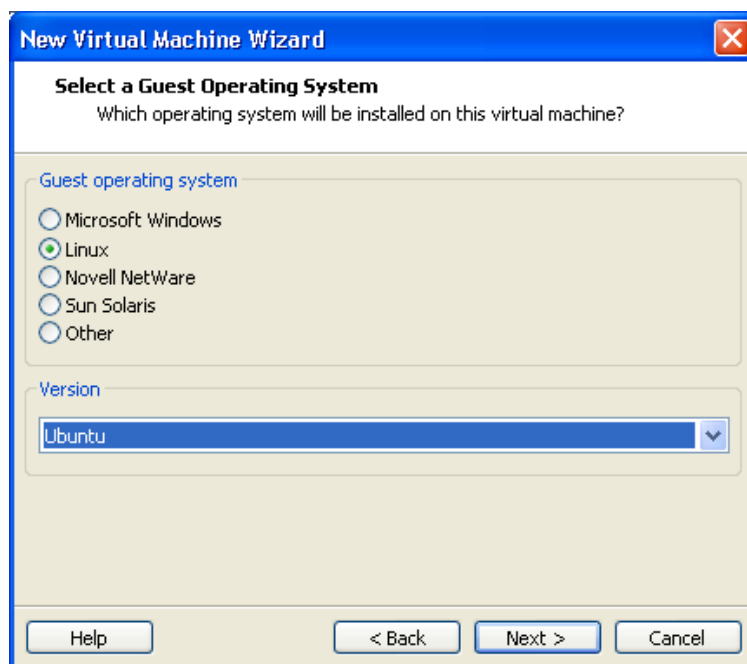 New Virtual Machine Wizard
Select a Guest Operating System
Which operating system will be installed on this virtual machine?
Guest operating system
Microsoft Windows
Linux
Novell NetWare
Sun Solaris
Other
Version
Ubuntu
Help
< Back
Next >
Cancel